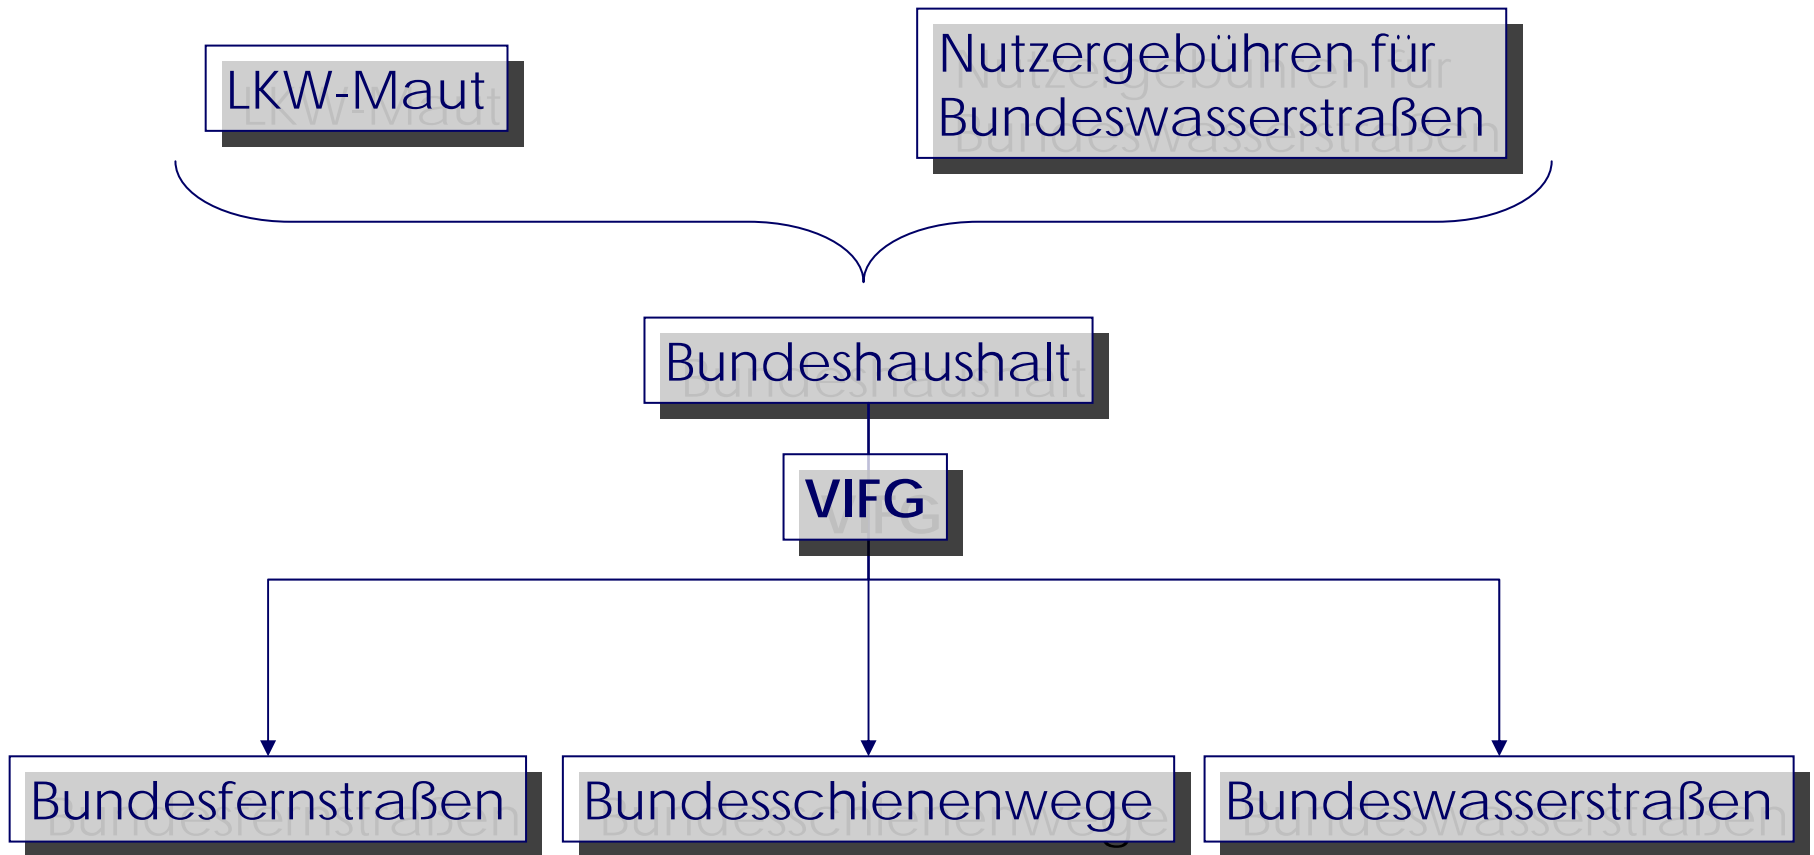 LKW-Maut
Nutzergebühren für
Bundeswasserstraßen
Bundeshaushalt
VIFG
Bundesfernstraßen
Bundesschienenwege
Bundeswasserstraßen